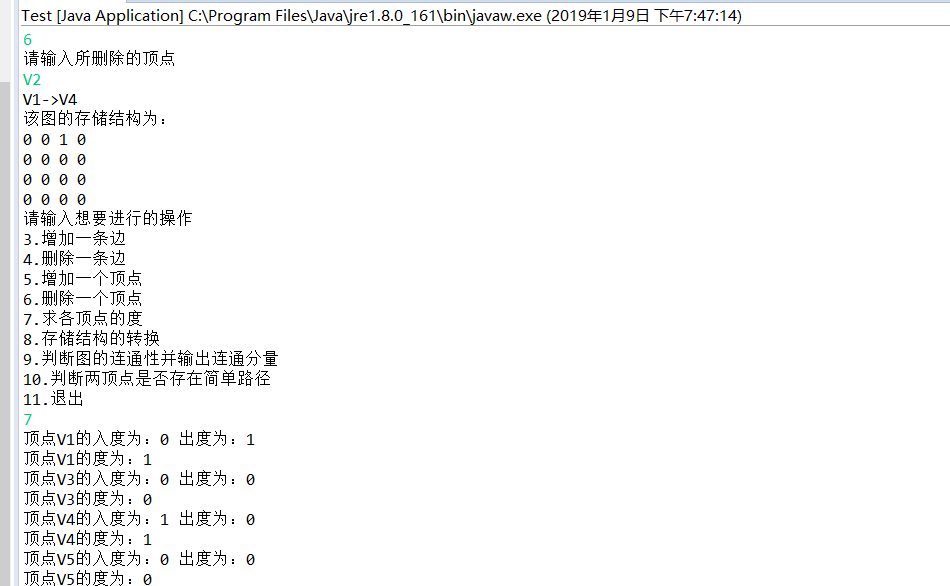 Test [Java Application] C:\Program Files\Java\jre1.8.0_161\bin\javaw.exe (2019年1月9日 下午7:47:14)
6
请输入所删除的顶点
V2
V1->V4
该图的存储结构为:
0 0 1 0
0 0 0 0
0 0 0 0
0 0 0 0
请输入想要进行的操作
3.增加一条边
4.删除一条边
5.增加一个顶点
6.删除一个顶点
7.求各顶点的度
8.存储结构的转换
9.判断图的连通性并输出连通分量
10.判断两顶点是否存在简单路径
11.退出
7
顶点V1的入度为：0 出度为：1
顶点V1的度为：1
顶点V3的入度为：0 出度为：0
顶点V3的度为：0
顶点V4的入度为：1 出度为：0
顶点V4的度为：1
顶点V5的入度为：0 出度为：0
顶点V5的度为：0